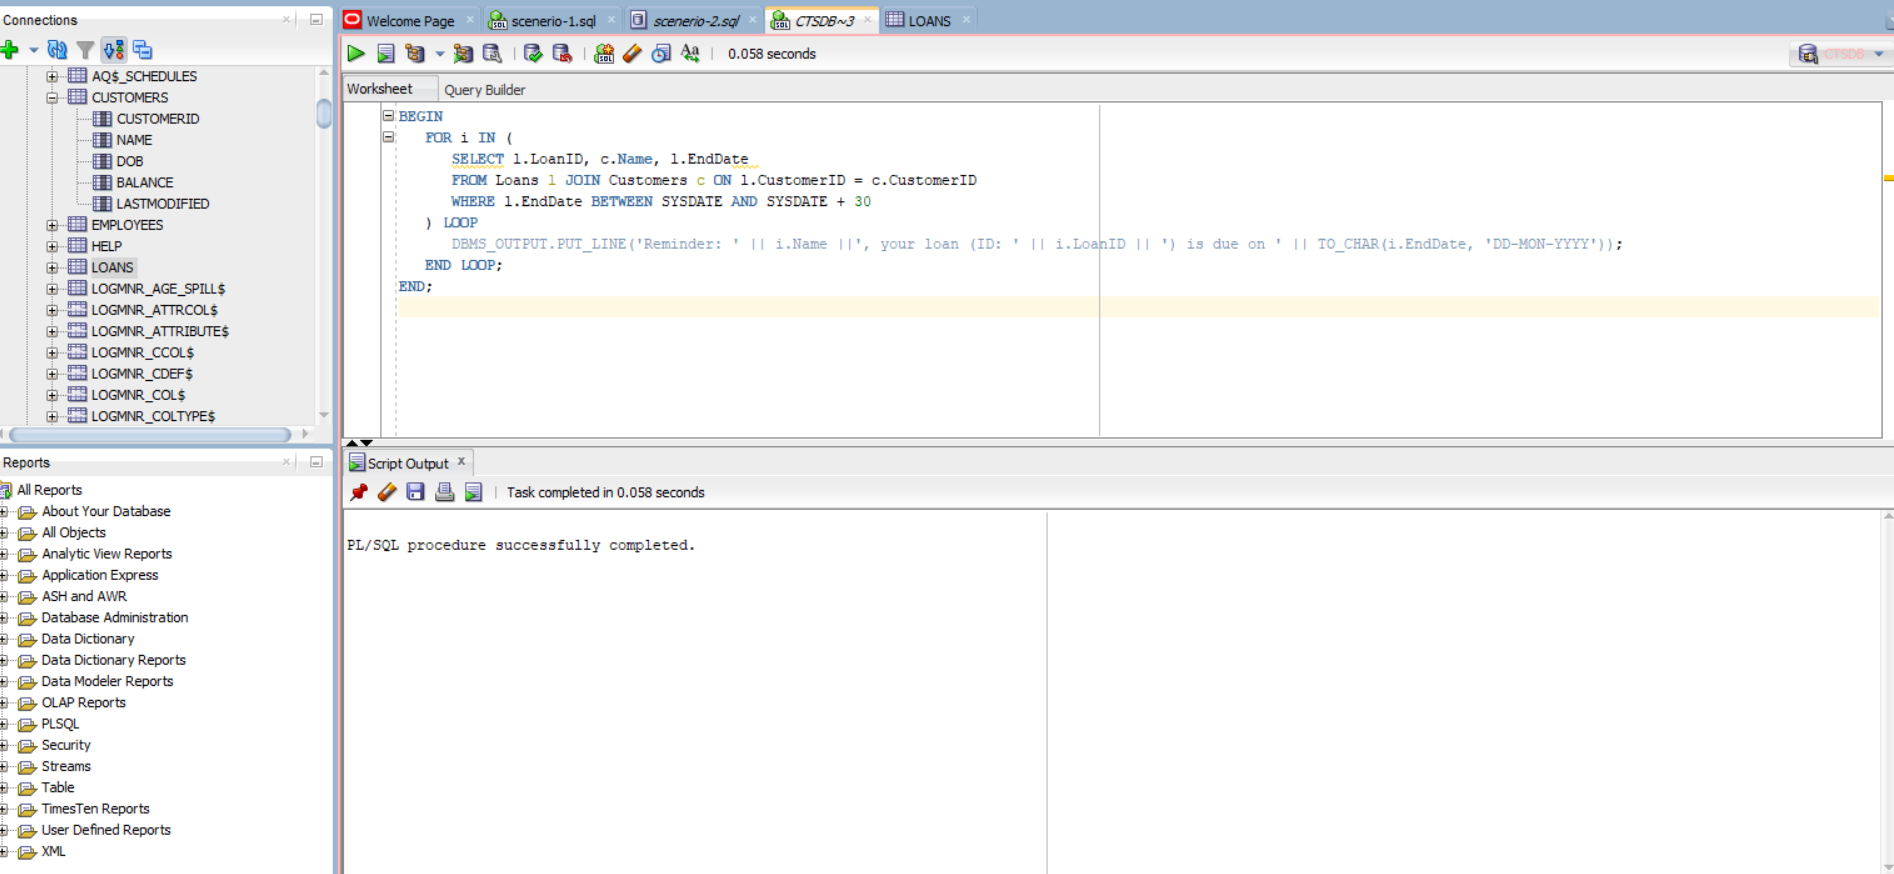 Connections
AQ$_SCHEDULES
CUSTOMERS
CUSTOMERID
NAME
DOB
BALANCE
LASTMODIFIED
EMPLOYEES
HELP
LOANS
LOGMNR_AGE_SPILL$
LOGMNR_ATTRCOL$
LOGMNR_ATTRIBUTE$
LOGMNR_CCOL$
LOGMNR_CDEF$
LOGMNR_COL$
LOGMNR_COLTYPE$
Reports
All Reports
About Your Database
All Objects
Analytic View Reports
Application Express
ASH and AWR
Database Administration
Data Dictionary
Data Dictionary Reports
Data Modeler Reports
OLAP Reports
PLSQL
Security
Streams
Table
TimesTen Reports
User Defined Reports
XML
Welcome Page scenerio-1.sql scenerio-2.sql CTSDB~3 LOANS
0.058 seconds CTSDB
Worksheet Query Builder
BEGIN
FOR i IN (
SELECT l.LoanID, c.Name, l.EndDate
FROM Loans l JOIN Customers c ON l.CustomerID = c.CustomerID
WHERE l.EndDate BETWEEN SYSDATE AND SYSDATE + 30
) LOOP
DBMS_OUTPUT.PUT_LINE('Reminder: ' || i.Name ||', your loan (ID: ' || i.LoanID || ') is due on ' || TO_CHAR(i.EndDate, 'DD-MON-YYYY'));
END LOOP;
END;
Script Output
Task completed in 0.058 seconds
PL/SQL procedure successfully completed.